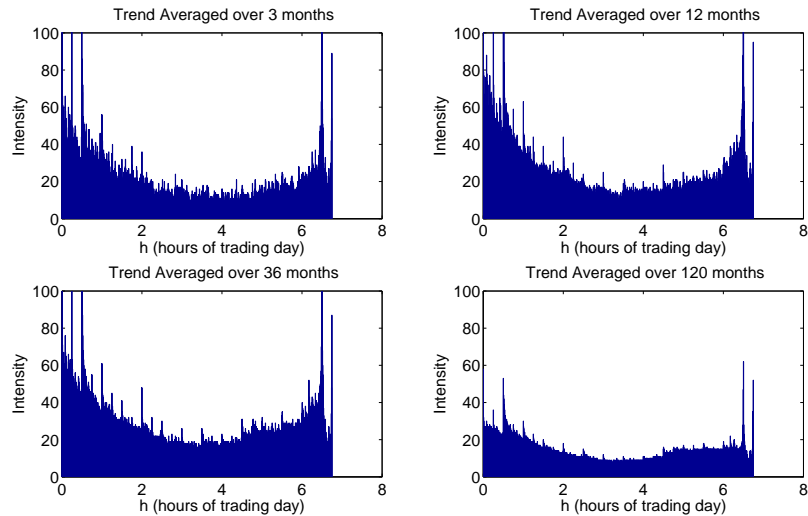 Trend Averaged over 3 months
Intensity
100
80
60
40
20
0
0 2 4 6 8
h (hours of trading day)
Trend Averaged over 12 months
Intensity
100
80
60
40
20
0
0 2 4 6 8
h (hours of trading day)
Trend Averaged over 36 months
Intensity
100
80
60
40
20
0
0 2 4 6 8
h (hours of trading day)
Trend Averaged over 120 months
Intensity
100
80
60
40
20
0
0 2 4 6 8
h (hours of trading day)